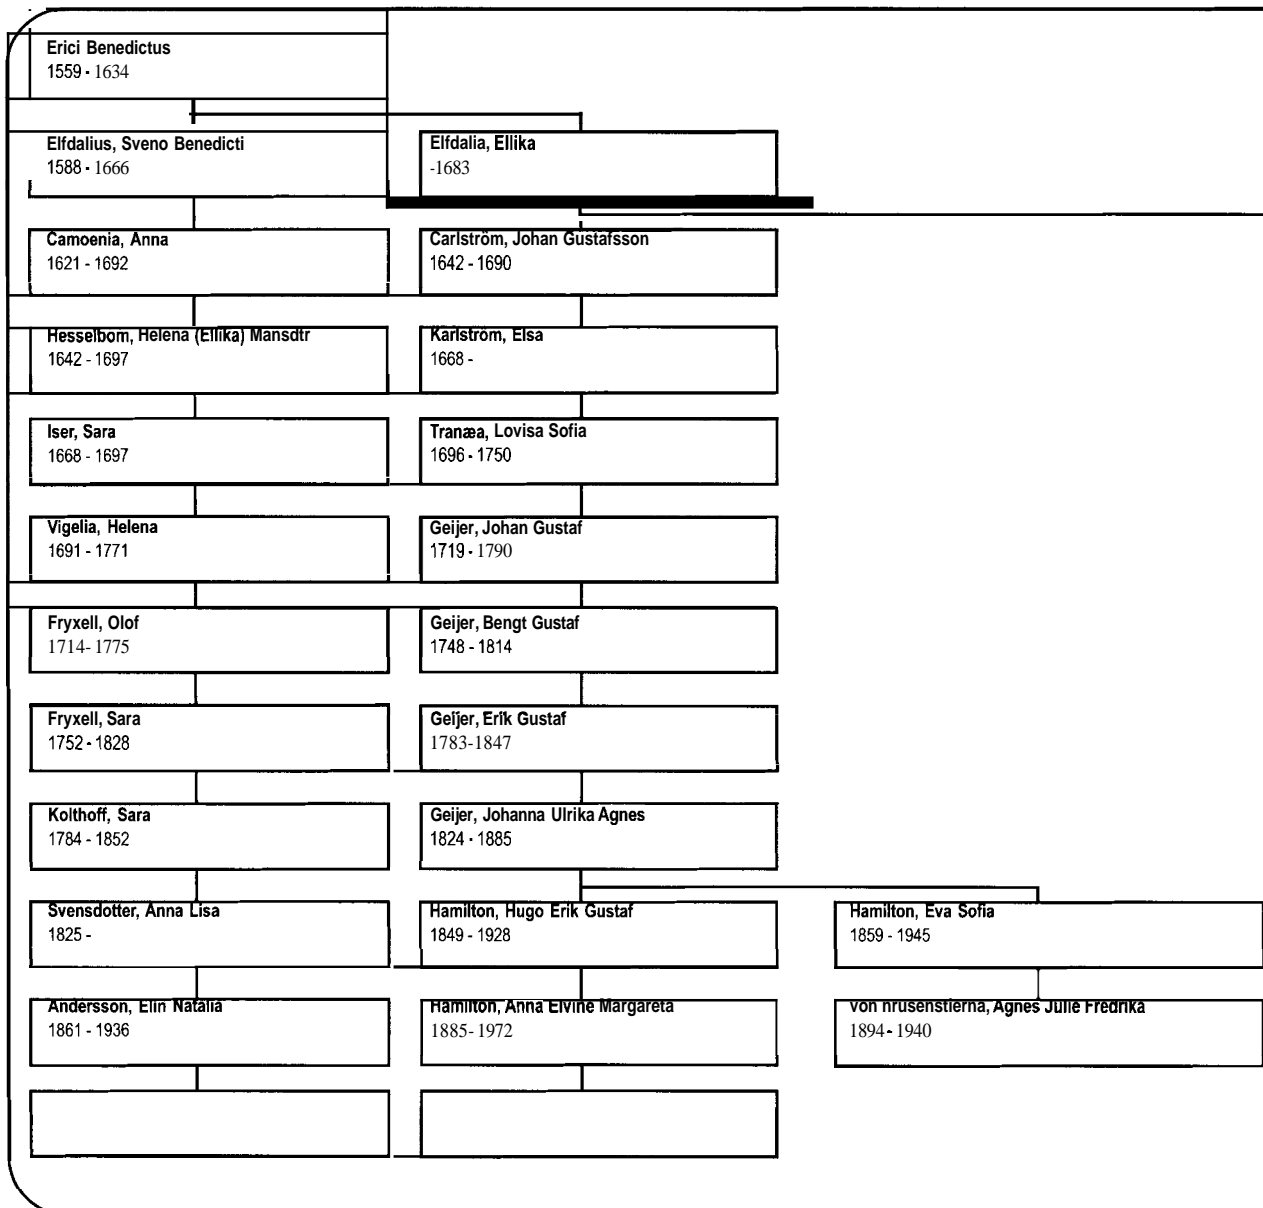 Erici Benedictus
1559 - 1634
Elfdalius, Sveno Benedicti
1588 - 1666
Elfdalia, Ellika
-1683
Camoenia, Anna
1621 - 1692
Carlström, Johan Gustafsson
1642 - 1690
Hesselbom, Helena (Ellika) Mansdtr
1642 - 1697
Karlström, Elsa
1668 -
Iser, Sara
1668 - 1697
Tranæa, Lovisa Sofia
1696 - 1750
Vigelia, Helena
1691 - 1771
Geijer, Johan Gustaf
1719 - 1790
Fryxell, Olof
1714- 1775
Geijer, Bengt Gustaf
1748 - 1814
Fryxell, Sara
1752 - 1828
Geijer, Erik Gustaf
1783-1847
Kolthoff, Sara
1784 - 1852
Geijer, Johanna Ulrika Agnes
1824 - 1885
Svensdotter, Anna Lisa
1825 -
Hamilton, Hugo Erik Gustaf
1849 - 1928
Hamilton, Eva Sofia
1859 - 1945
Andersson, Elin Natalia
1861 - 1936
Hamilton, Anna Elvine Margareta
1885- 1972
von Krusenstierna, Agnes Julie Fredrika
1894 - 1940